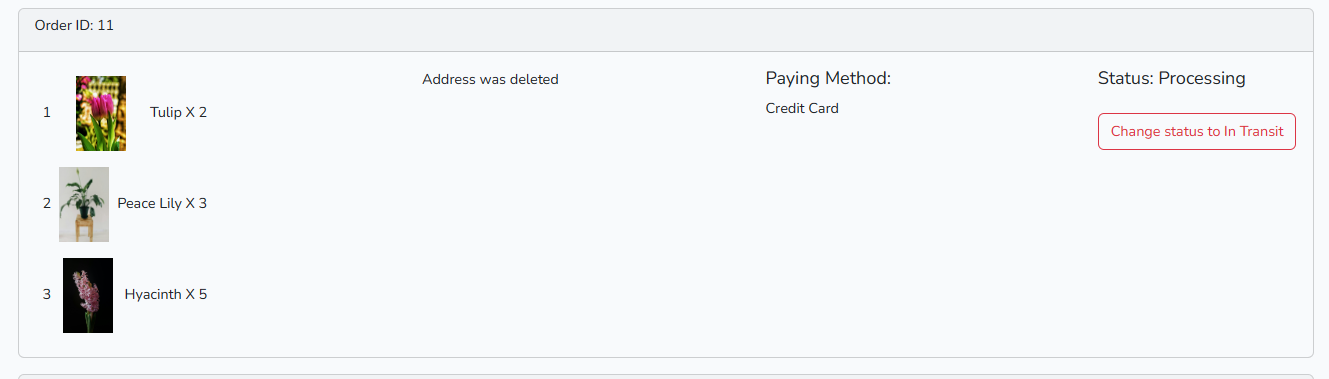 Order ID: 11
1 Tulip X 2
2 Peace Lily X 3
3 Hyacinth X 5
Address was deleted
Paying Method:
Credit Card
Status: Processing
Change status to In Transit